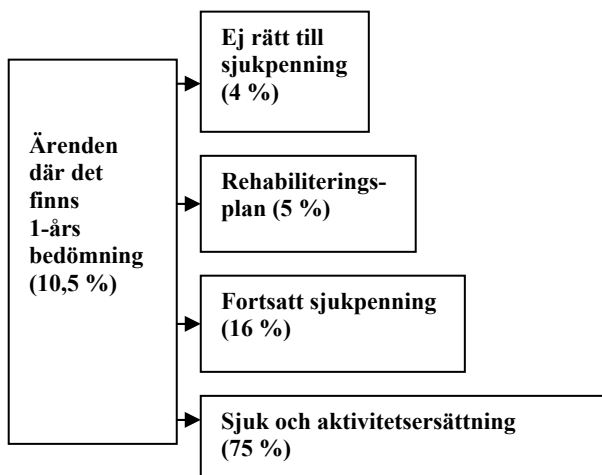 Ej rätt till
sjukpenning
(4 %)
Ärenden
där det
finns
1-års
bedömning
(10,5 %)
Rehabiliterings-
plan (5 %)
Fortsatt sjukpenning
(16 %)
Sjuk och aktivitetsersättning
(75 %)